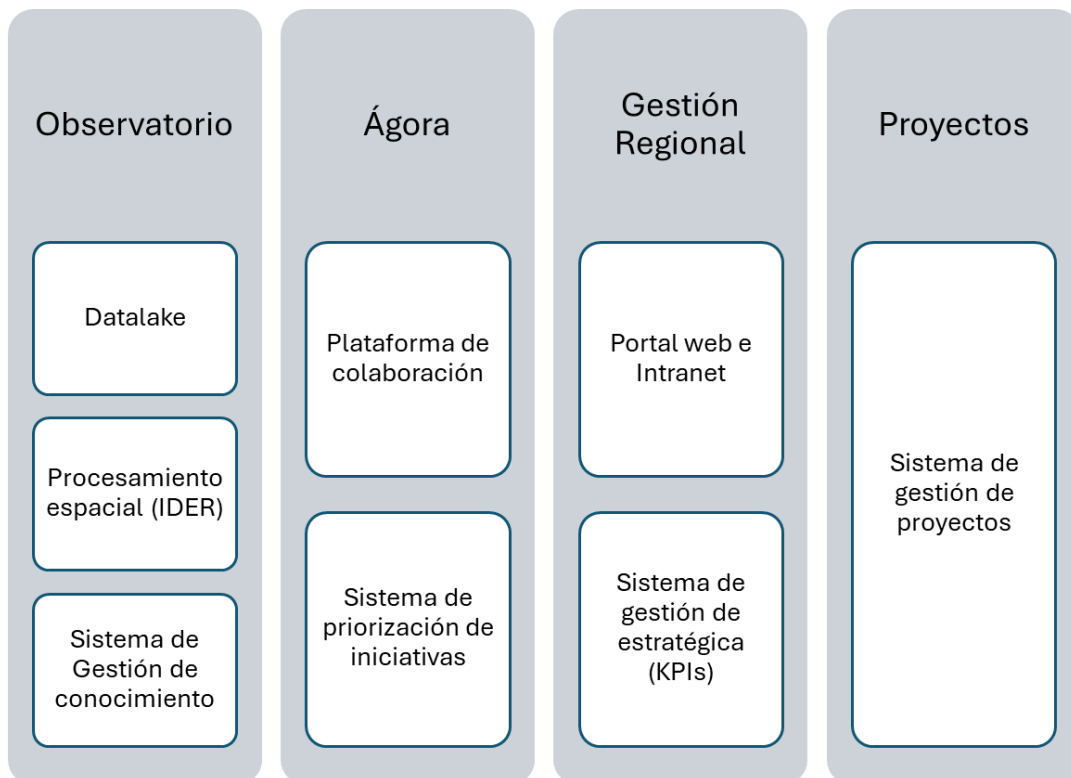 Observatorio
Datalake
Procesamiento
espacial (IDER)
Sistema de
Gestión de
conocimiento
Ágora
Plataforma de
colaboración
Sistema de
priorización de
iniciativas
Gestión
Regional
Portal web e
Intranet
Sistema de
gestión de
estratégica
(KPIs)
Proyectos
Sistema de
gestión de
proyectos